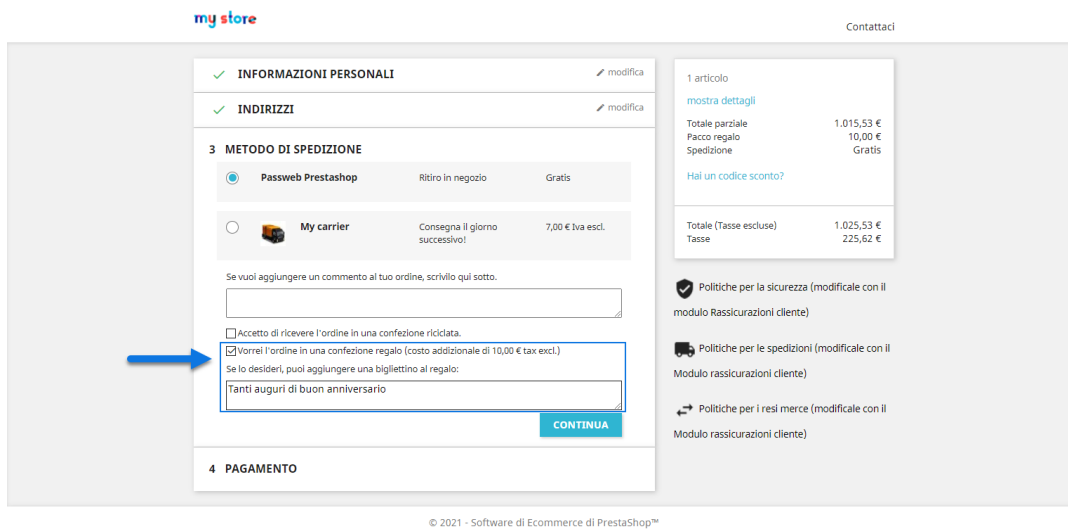 my store
Contattaci
INFORMAZIONI PERSONALI
modifica
INDIRIZZI
modifica
3 METODO DI SPEDIZIONE
Passweb Prestashop
Ritiro in negozio
Gratis
My carrier
Consegna il giorno
successivo!
7,00 € Iva escl.
Se vuoi aggiungere un commento al tuo ordine, scrivilo qui sotto.
Accetto di ricevere l'ordine in una confezione riciclata.
Vorrei l'ordine in una confezione regalo (costo addizionale di 10,00 € tax excl.)
Se lo desideri, puoi aggiungere una bigliettino al regalo:
Tanti auguri di buon anniversario
CONTINUA
4 PAGAMENTO
1 articolo
mostra dettagli
Totale parziale 1.015,53 €
Pacco regalo 10,00 €
Spedizione Gratis
Hai un codice sconto?
Totale (Tasse escluse) 1.025,53 €
Tasse 225,62 €
Politiche per la sicurezza (modificale con il
modulo Rassicurazioni cliente)
Politiche per le spedizioni (modificale con il
Modulo rassicurazioni cliente)
Politiche per i resi merce (modificale con il
Modulo rassicurazioni cliente)
© 2021 - Software di Ecommerce di PrestaShop™